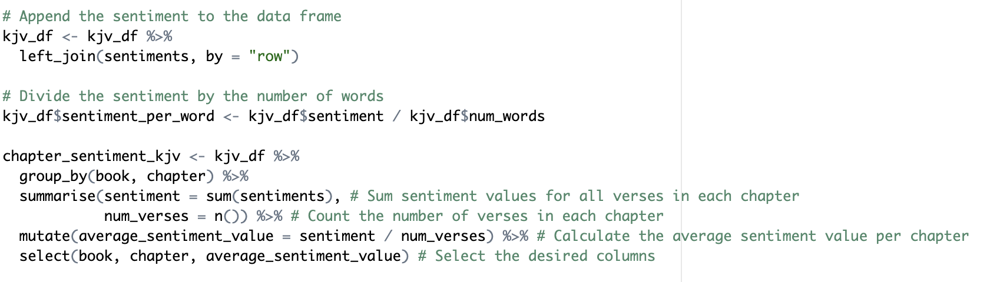 # Append the sentiment to the data frame
kjv_df <- kjv_df %>%
  left_join(sentiments, by = "row")

# Divide the sentiment by the number of words
kjv_df$sentiment_per_word <- kjv_df$sentiment / kjv_df$num_words

chapter_sentiment_kjv <- kjv_df %>%
  group_by(book, chapter) %>%
  summarise(sentiment = sum(sentiments), # Sum sentiment values for all verses in each chapter
            num_verses = n()) %>% # Count the number of verses in each chapter
  mutate(average_sentiment_value = sentiment / num_verses) %>% # Calculate the average sentiment value per chapter
  select(book, chapter, average_sentiment_value) # Select the desired columns